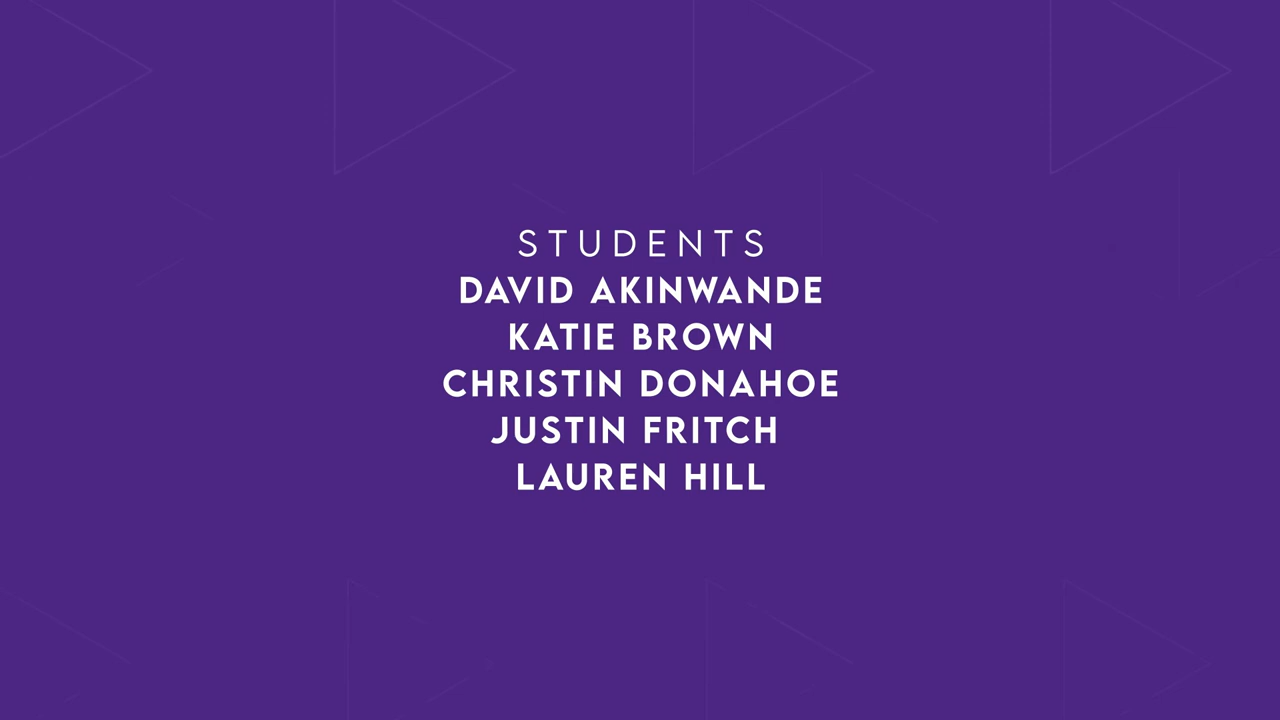 STUDENTS
DAVID AKINWANDE
KATIE BROWN
CHRISTIN DONAHOE
JUSTIN FRITCH
LAUREN HILL